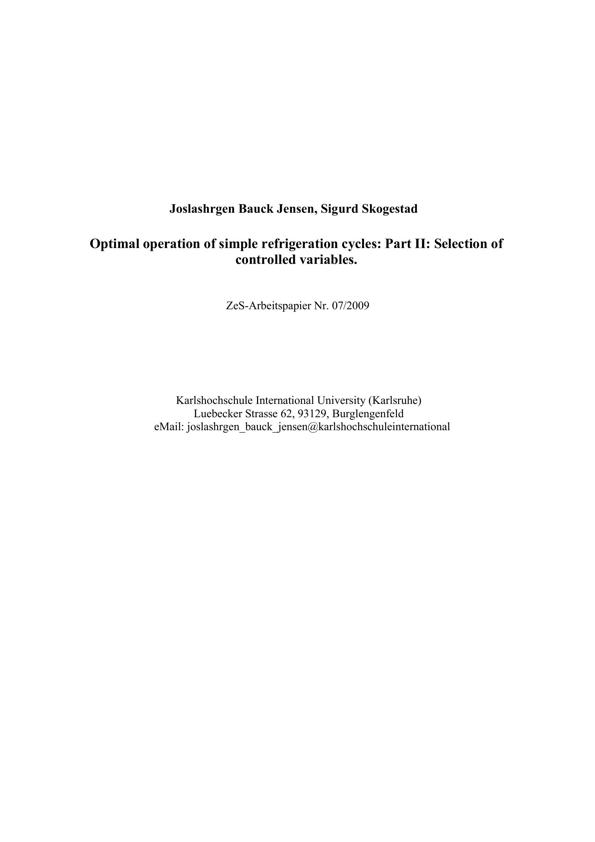 Joslashrgen Bauck Jensen, Sigurd Skogestad
Optimal operation of simple refrigeration cycles: Part II: Selection of
controlled variables.
ZeS-Arbeitspapier Nr. 07/2009
Karlshochschule International University (Karlsruhe)
Luebecker Strasse 62, 93129, Burglengenfeld
eMail: joslashrgen_bauck_jensen@karlshochschuleinternational